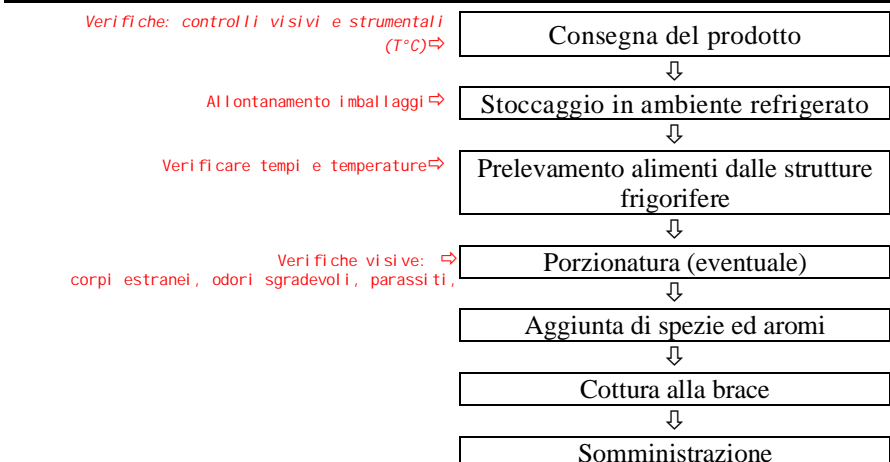 Verifiche: controlli visivi e strumentali
(T°C)⇨
Consegna del prodotto
⇩
Allontanamento imballaggi⇨
Stoccaggio in ambiente refrigerato
⇩
Verificare tempi e temperature⇨
Prelevamento alimenti dalle strutture
frigorifere
⇩
Verifiche visive: ⇨
corpi estranei, odori sgradevoli, parassiti,
Porzionatura (eventuale)
⇩
Aggiunta di spezie ed aromi
⇩
Cottura alla brace
⇩
Somministrazione